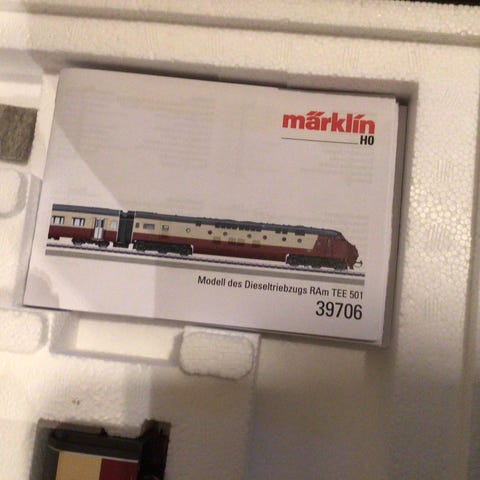 märklin
H0
Modell des Dieseltriebzugs RAm TEE 501
39706